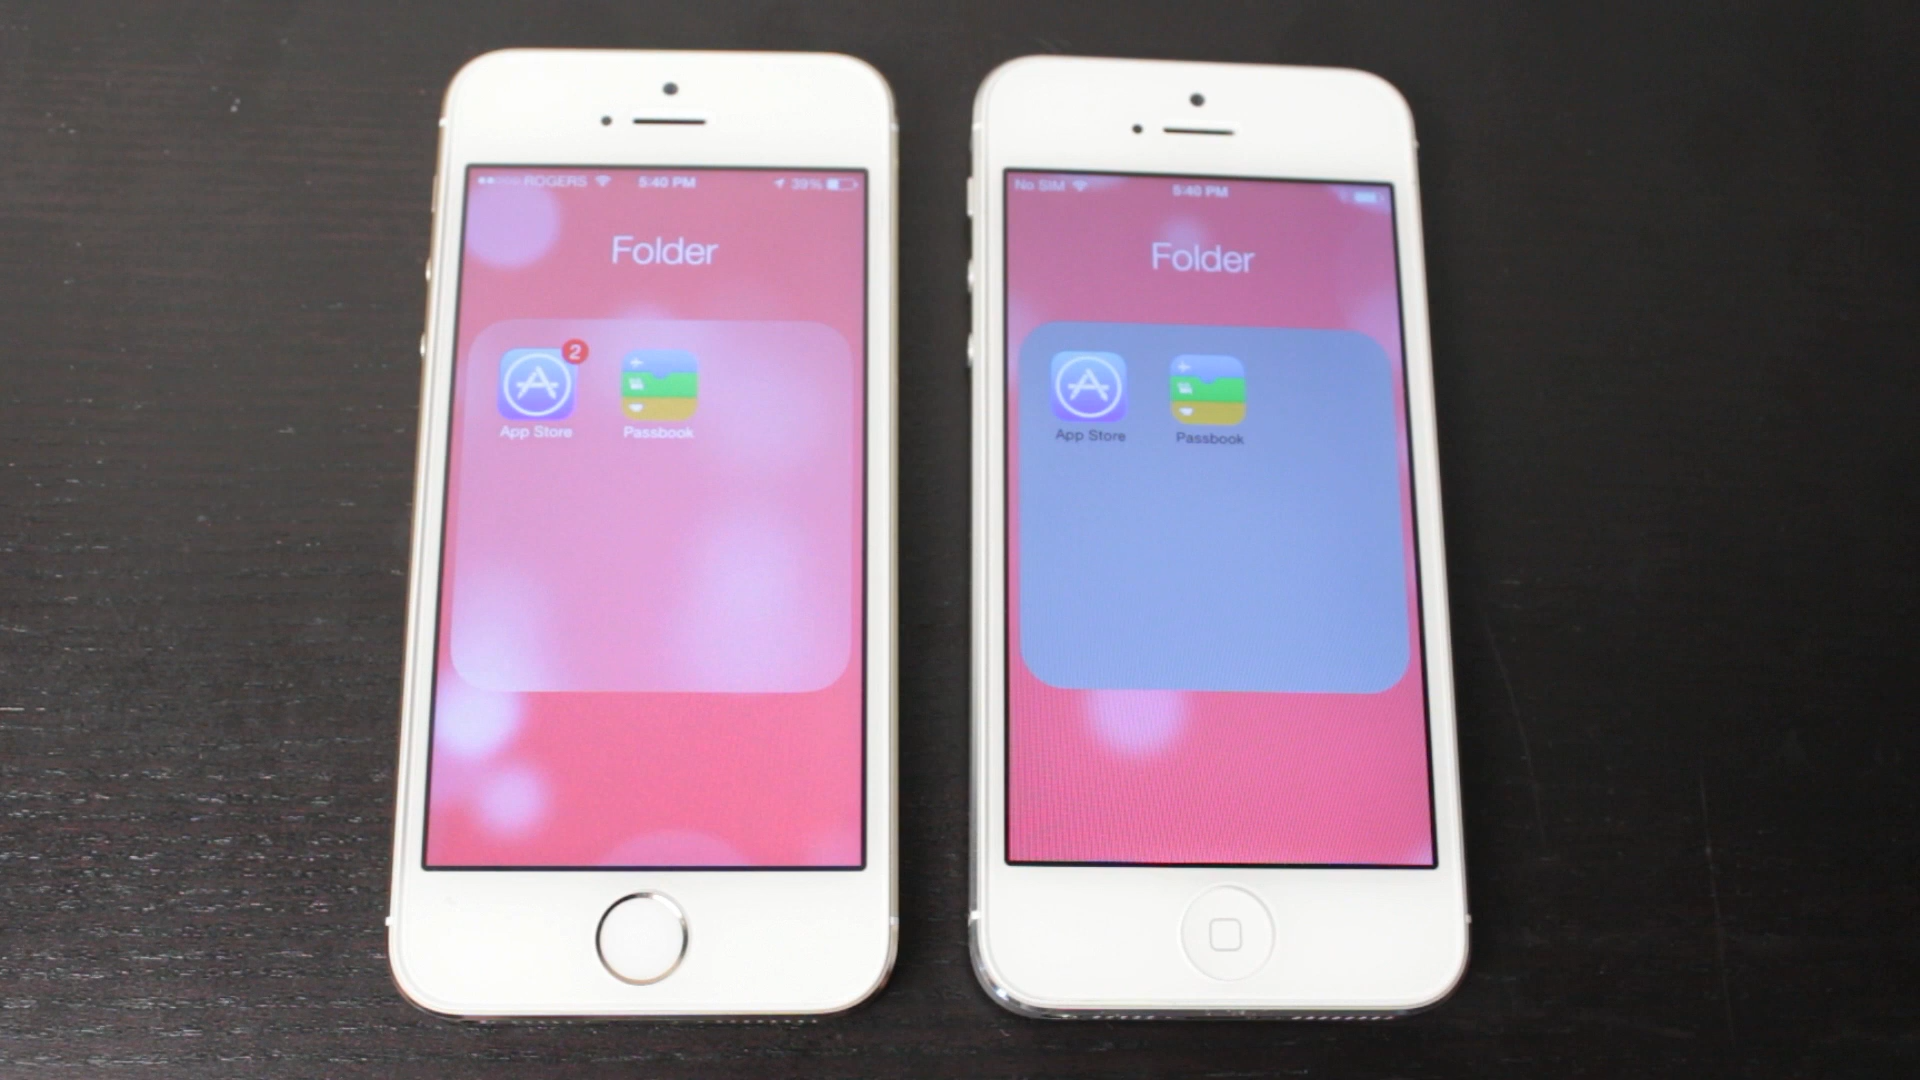 ROGERS 5:40 PM 39%
Folder
2
App Store Passbook
No SIM 5:40 PM
Folder
App Store Passbook